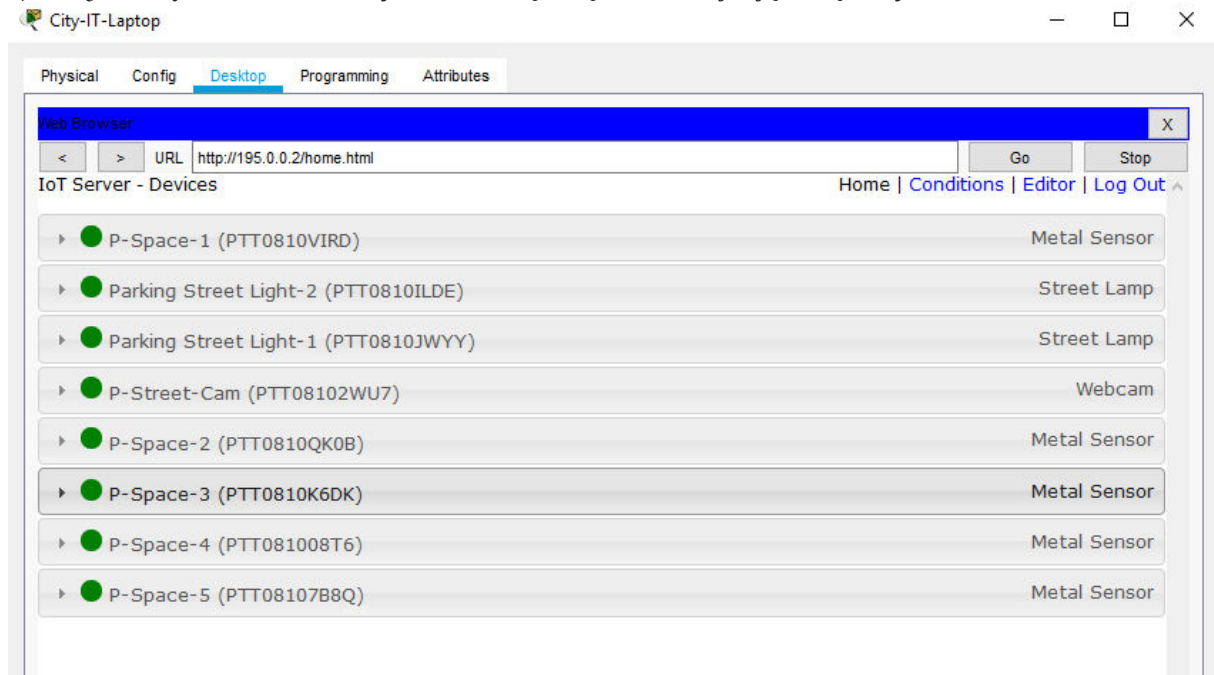 City-IT-Laptop
Physical Config Desktop Programming Attributes
Web Browser X
< > URL http://195.0.0.2/home.html Go Stop
IoT Server - Devices Home | Conditions | Editor | Log Out
P-Space-1 (PTT0810VIRD) Metal Sensor
Parking Street Light-2 (PTT0810ILDE) Street Lamp
Parking Street Light-1 (PTT0810JWYY) Street Lamp
P-Street-Cam (PTT08102WU7) Webcam
P-Space-2 (PTT0810QK0B) Metal Sensor
P-Space-3 (PTT0810K6DK) Metal Sensor
P-Space-4 (PTT081008T6) Metal Sensor
P-Space-5 (PTT08107B8Q) Metal Sensor